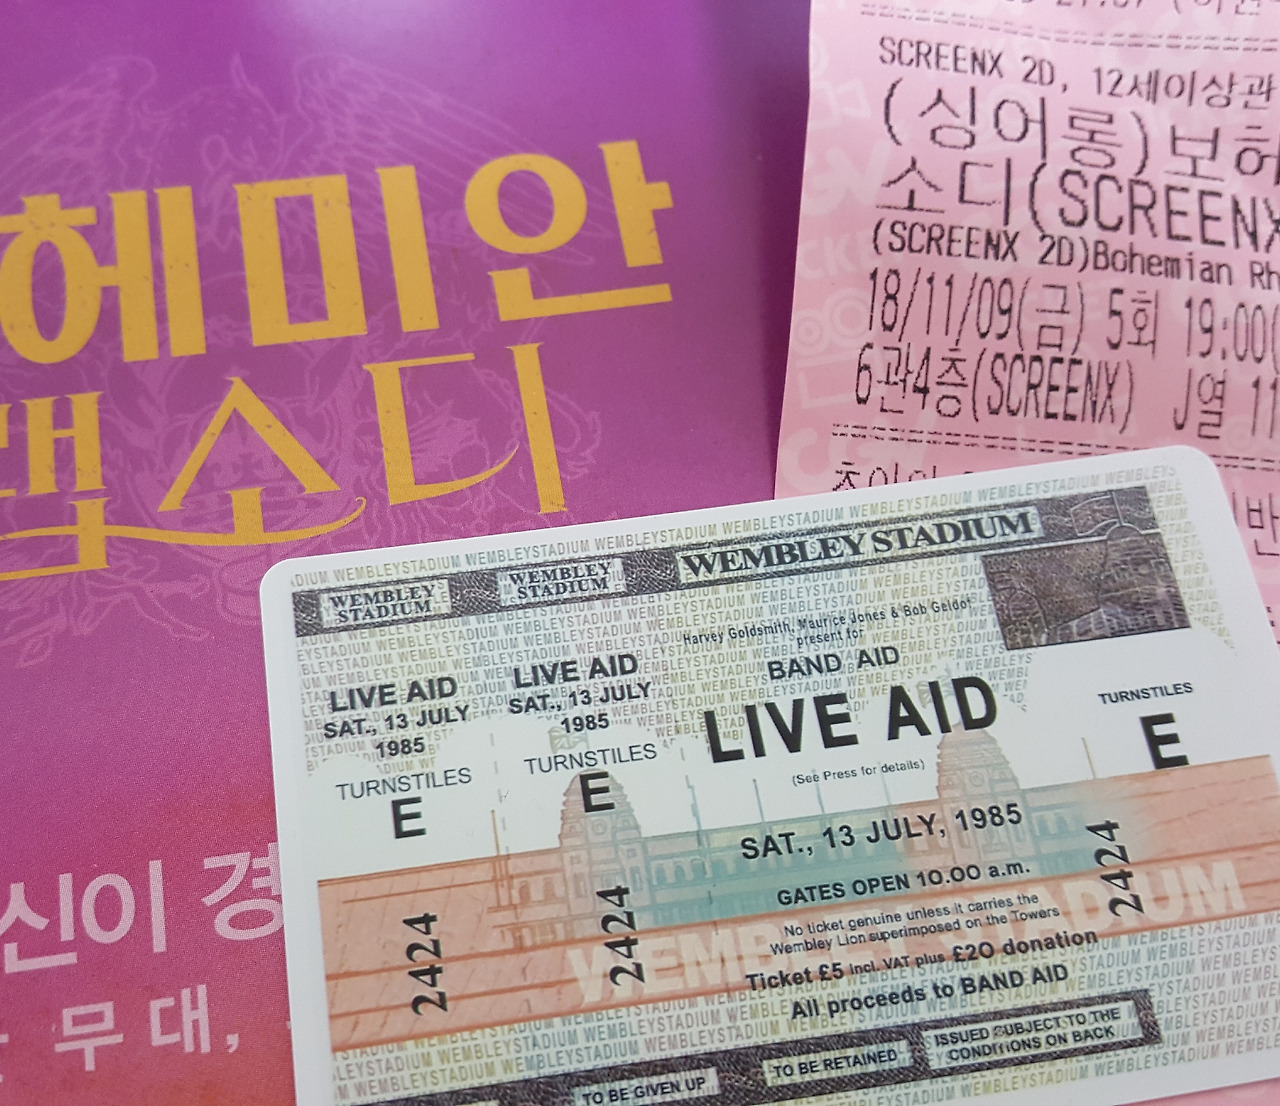 헤미안
랩소디
신이 경
무대,
SCREENX 2D, 12세이상관
(싱어롱)보허
소디(SCREENX
(SCREENX 2D)Bohemian Rh
18/11/09(금) 5회 19:00(
6관4층(SCREENX) J열 11
WEMBLEY STADIUM
WEMBLEY STADIUM
WEMBLEY STADIUM
Harvey Goldsmith, Maurice Jones & Bob Geldof
present for
BAND AID
LIVE AID
(See Press for details)
LIVE AID
SAT., 13 JULY
1985
TURNSTILES
E
LIVE AID
SAT., 13 JULY
1985
TURNSTILES
E
TURNSTILES
E
SAT., 13 JULY, 1985
GATES OPEN 10.00 a.m.
No ticket genuine unless it carries the
Wembley Lion superimposed on the Towers
Ticket £5 incl. VAT plus £20 donation
All proceeds to BAND AID
2424
2424
2424
WEMBLEY STADIUM
TO BE GIVEN UP
TO BE RETAINED
ISSUED SUBJECT TO THE
CONDITIONS ON BACK